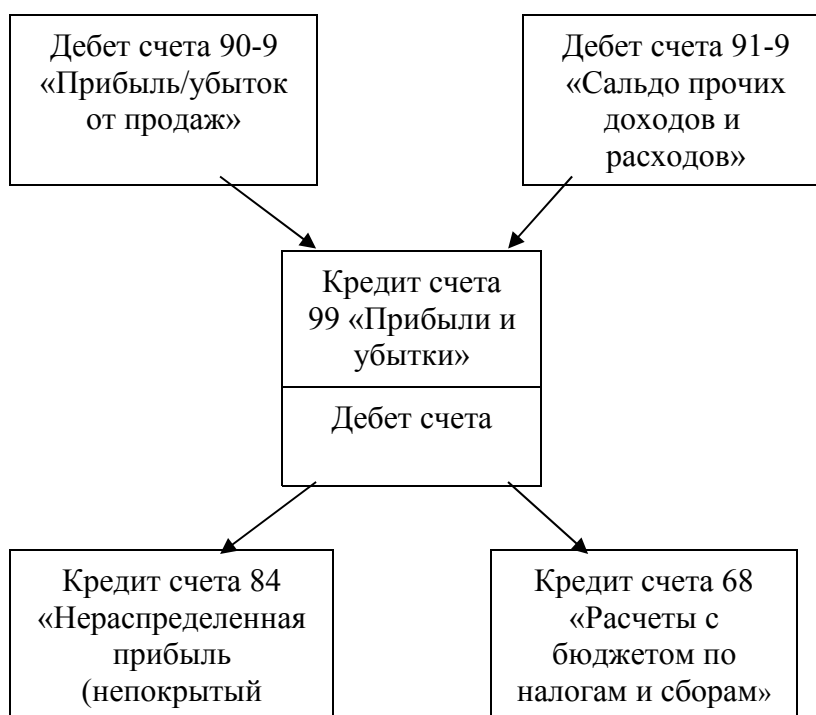 Дебет счета 90-9
«Прибыль/убыток
от продаж»
Дебет счета 91-9
«Сальдо прочих
доходов и
расходов»
Кредит счета
99 «Прибыли и
убытки»
Дебет счета
Кредит счета 84
«Нераспределенная
прибыль
(непокрытый
Кредит счета 68
«Расчеты с
бюджетом по
налогам и сборам»